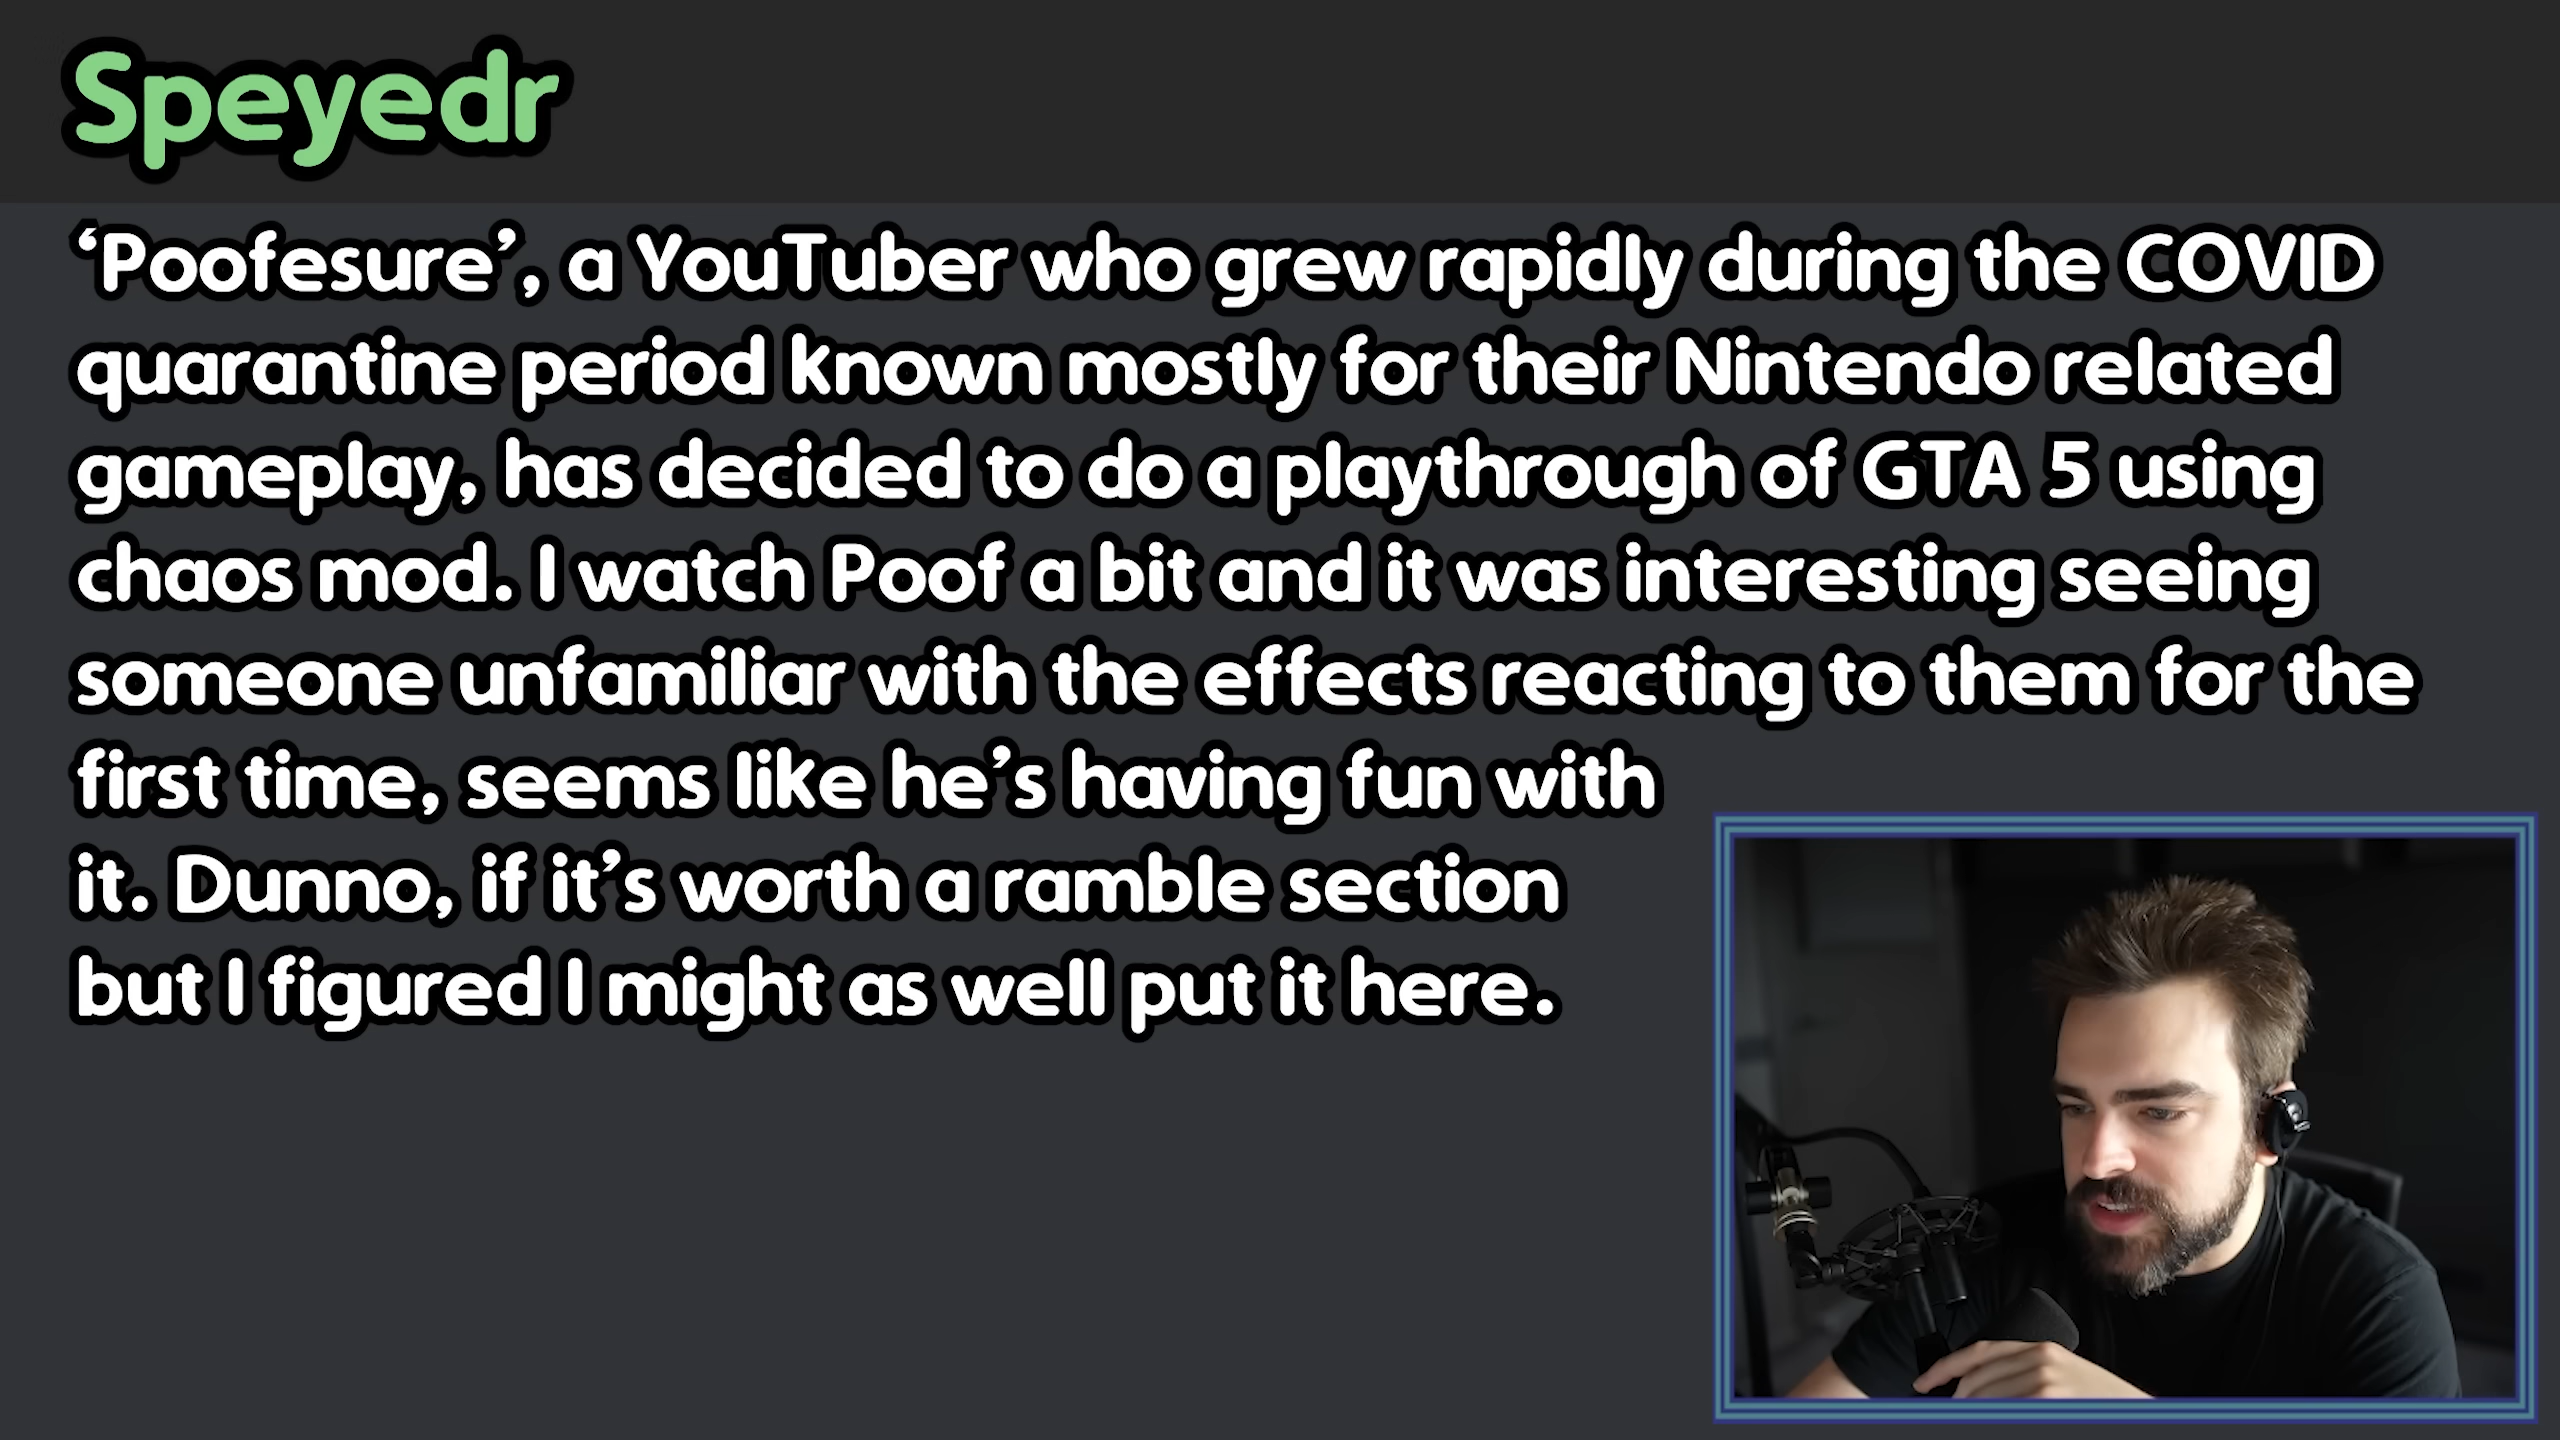 Speyedr
‘Poofesure’, a YouTuber who grew rapidly during the COVID
quarantine period known mostly for their Nintendo related
gameplay, has decided to do a playthrough of GTA 5 using
chaos mod. I watch Poof a bit and it was interesting seeing
someone unfamiliar with the effects reacting to them for the
first time, seems like he’s having fun with
it. Dunno, if it’s worth a ramble section
but I figured I might as well put it here.